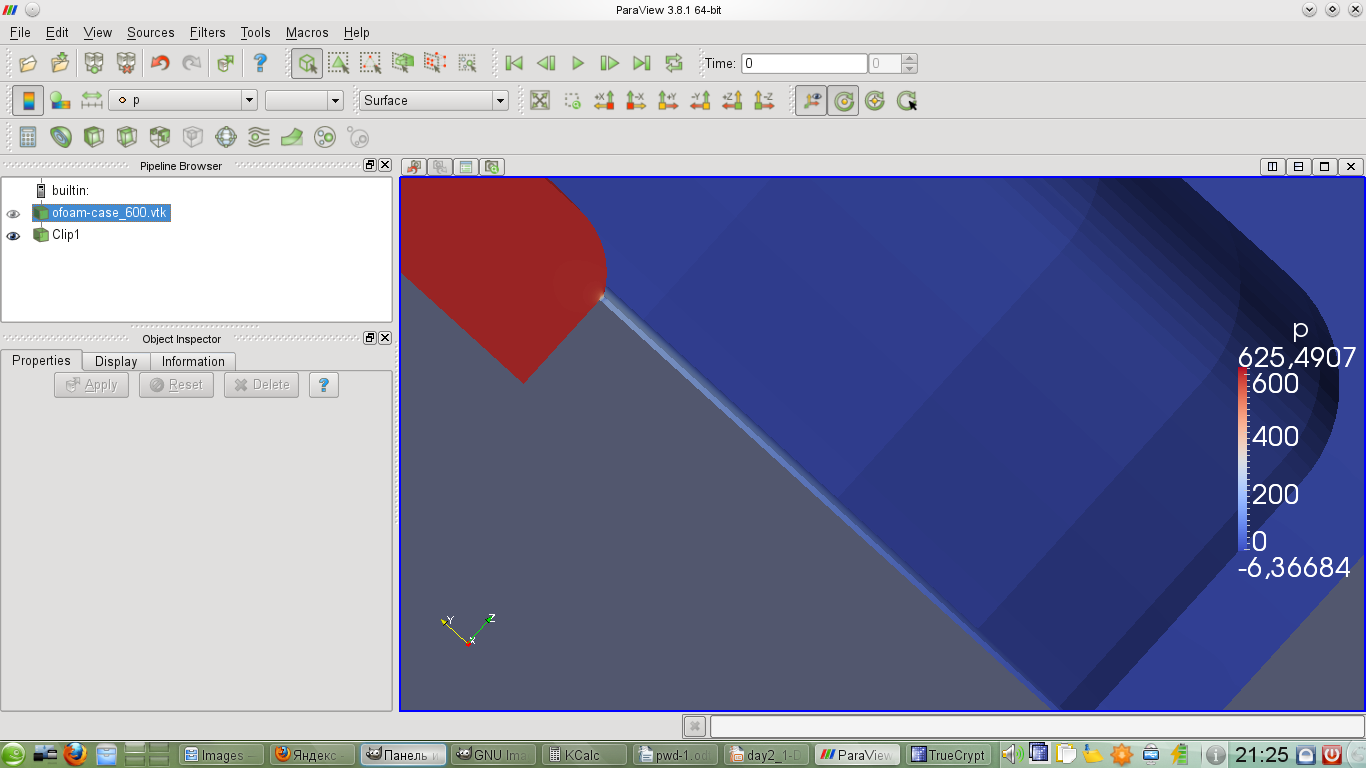 ParaView 3.8.1 64-bit
File Edit View Sources Filters Tools Macros Help
Time: 0 0
p Surface
+X -X +Y -Y +Z -Z
Pipeline Browser
builtin:
ofoam-case_600.vtk
Clip1
Object Inspector
Properties Display Information
Apply Reset Delete ?
p
625,4907
600
400
200
0
-6,36684
Y Z
X
Images Яндекс Панель и GNU Ima KCalc pwd-1.od day2_1-D ParaView TrueCrypt 21:25